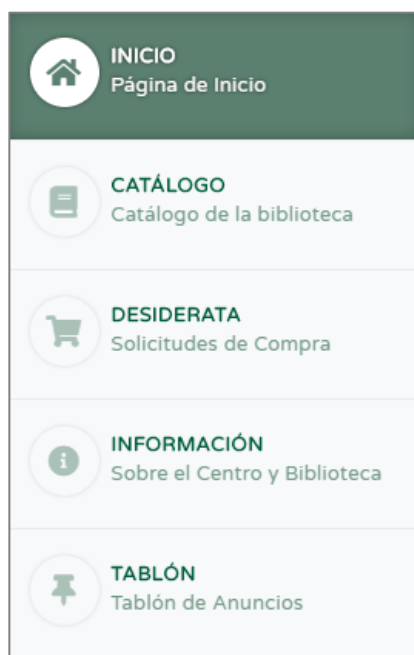 INICIO
Página de Inicio
CATÁLOGO
Catálogo de la biblioteca
DESIDERATA
Solicitudes de Compra
INFORMACIÓN
Sobre el Centro y Biblioteca
TABLÓN
Tablón de Anuncios